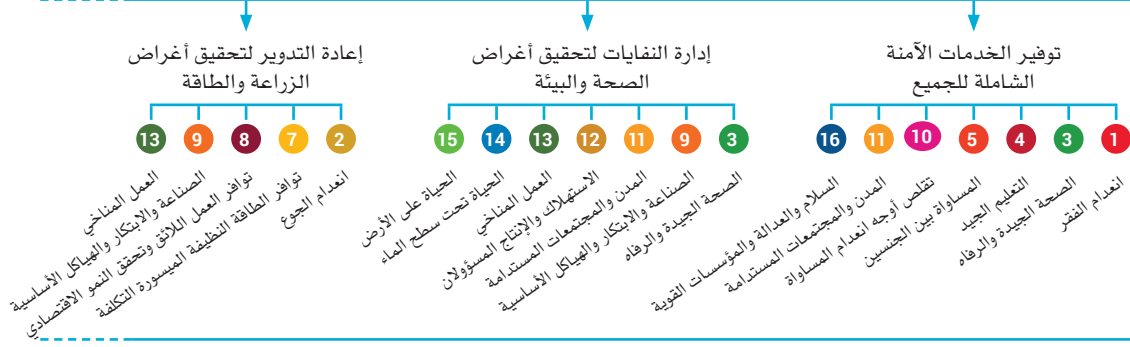 توفير الخدمات الآمنة
الشاملة للجميع
1
3
4
5
10
11
16
انعدام الفقر
الصحة الجيدة والرفاه
التعليم الجيد
المساواة بين الجنسين
تقلص أوجه انعدام المساواة
المدن والمجتمعات المستدامة
السلام والعدالة والمؤسسات القوية
إدارة النفايات لتحقيق أغراض
الصحة والبيئة
3
9
11
12
13
14
15
الصحة الجيدة والرفاه
الصناعة والابتكار والهياكل الأساسية
المدن والمجتمعات المستدامة
الاستهلاك والإنتاج المسؤولان
العمل المناخي
الحياة تحت سطح الماء
الحياة على الأرض
إعادة التدوير لتحقيق أغراض
الزراعة والطاقة
2
7
8
9
13
انعدام الجوع
توافر الطاقة النظيفة الميسورة التكلفة
توافر العمل اللائق وتحقق النمو الاقتصادي
الصناعة والابتكار والهياكل الأساسية
العمل المناخي